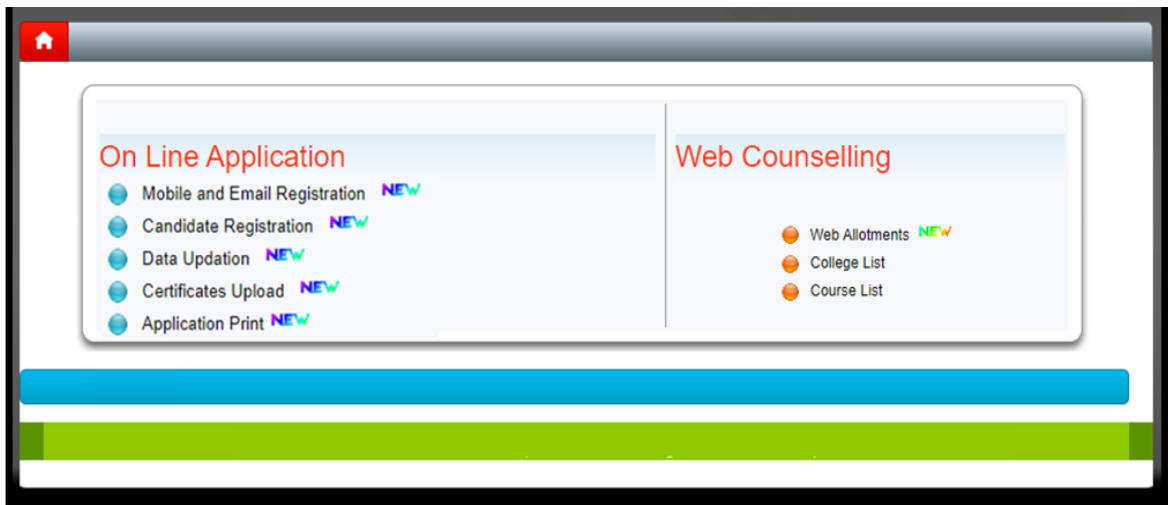 On Line Application
Mobile and Email Registration NEW
Candidate Registration NEW
Data Updation NEW
Certificates Upload NEW
Application Print NEW
Web Counselling
Web Allotments NEW
College List
Course List